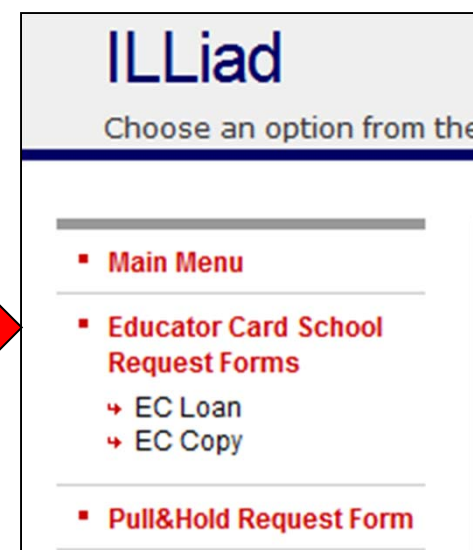 ILLiad
Choose an option from the
Main Menu
Educator Card School
Request Forms
EC Loan
EC Copy
Pull&Hold Request Form